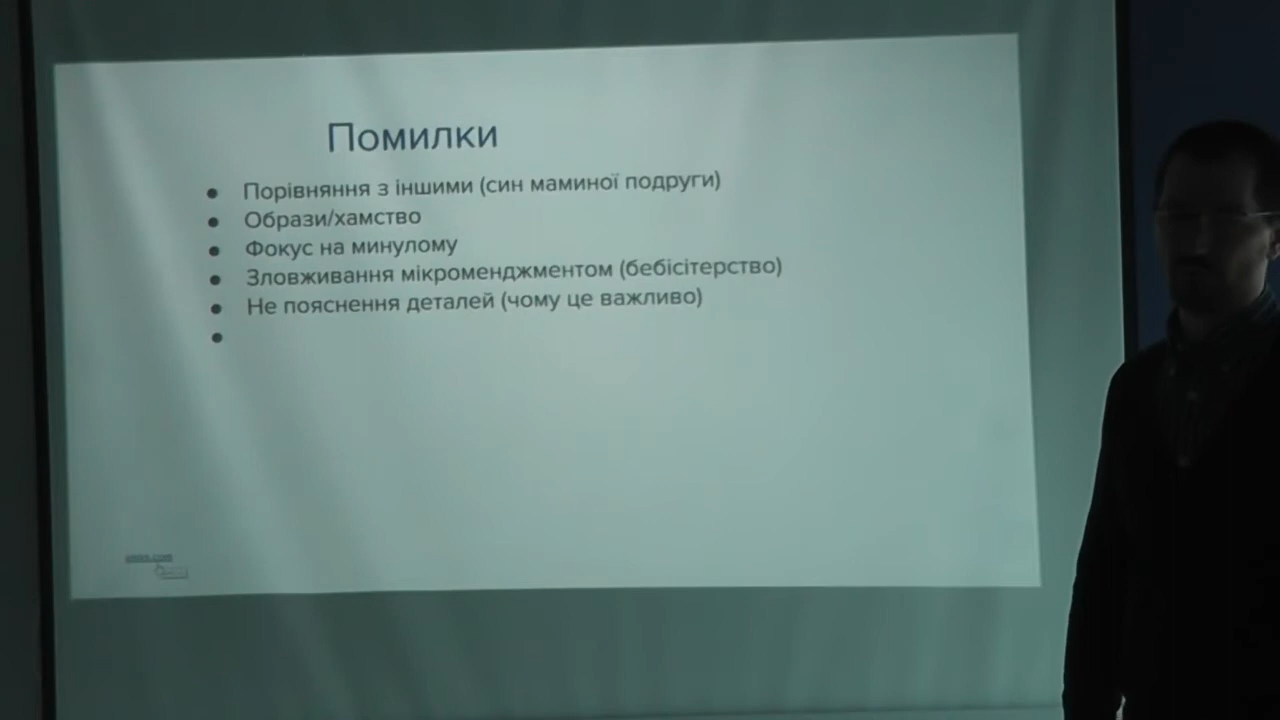 Помилки
● Порівняння з іншими (син маминої подруги)
● Образи/хамство
● Фокус на минулому
● Зловживання мікроменджментом (бебісітерство)
● Не пояснення деталей (чому це важливо)
●